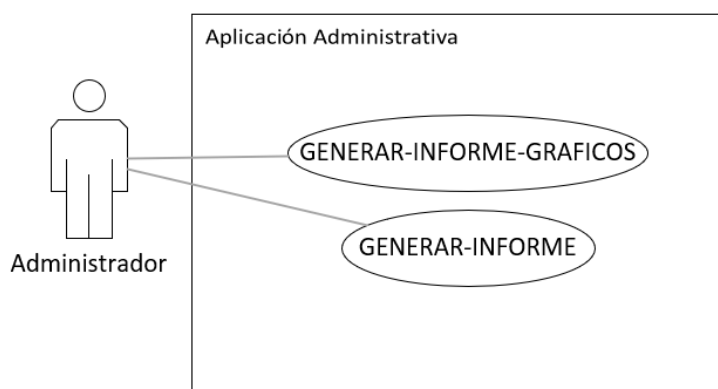 Aplicación Administrativa
GENERAR-INFORME-GRAFICOS
GENERAR-INFORME
Administrador